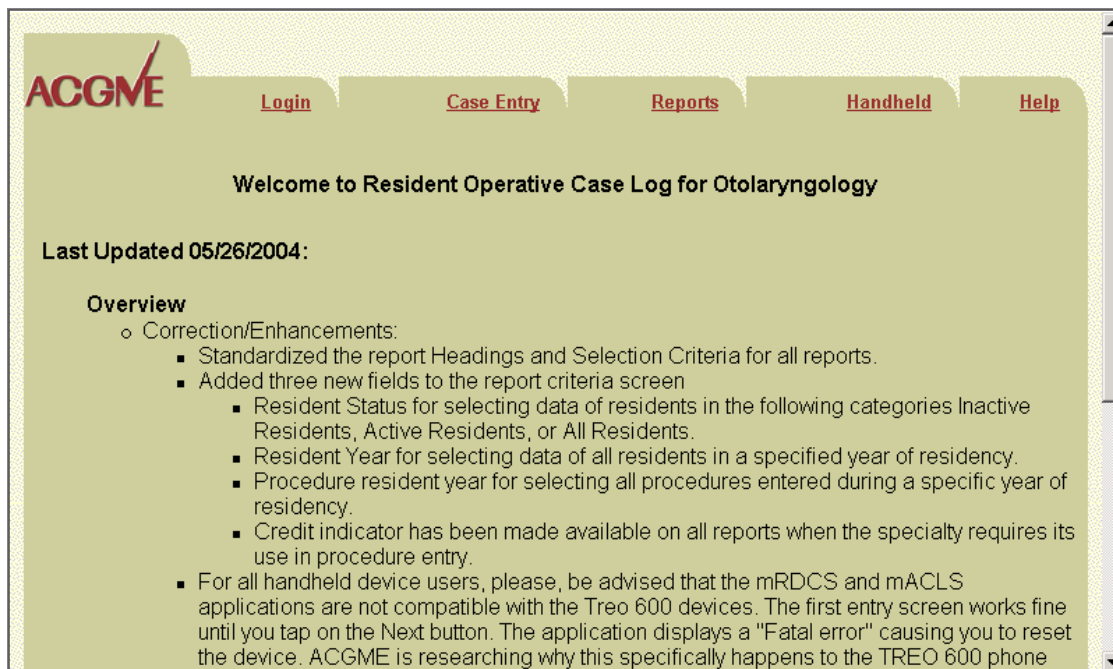 ACGME
Login Case Entry Reports Handheld Help
Welcome to Resident Operative Case Log for Otolaryngology
Last Updated 05/26/2004:
Overview
Correction/Enhancements:
Standardized the report Headings and Selection Criteria for all reports.
Added three new fields to the report criteria screen
Resident Status for selecting data of residents in the following categories Inactive
Residents, Active Residents, or All Residents.
Resident Year for selecting data of all residents in a specified year of residency.
Procedure resident year for selecting all procedures entered during a specific year of
residency.
Credit indicator has been made available on all reports when the specialty requires its
use in procedure entry.
For all handheld device users, please, be advised that the mRDCS and mACLS
applications are not compatible with the Treo 600 devices. The first entry screen works fine
until you tap on the Next button. The application displays a "Fatal error" causing you to reset
the device. ACGME is researching why this specifically happens to the TREO 600 phone